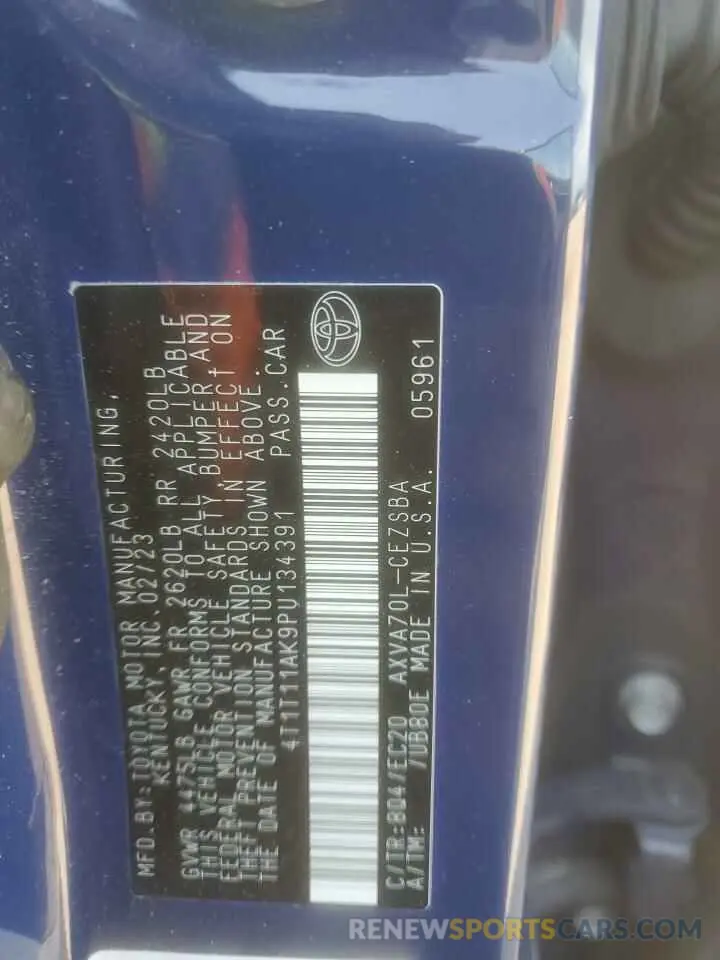 MFD. BY: TOYOTA MOTOR MANUFACTURING,
KENTUCKY, INC. 02/23
GVWR 4475LB GAWR FR 2620LB RR 2420LB
THIS VEHICLE CONFORMS TO ALL APPLICABLE
FEDERAL MOTOR VEHICLE SAFETY, BUMPER AND
THEFT PREVENTION STANDARDS IN EFFECT ON
THE DATE OF MANUFACTURE SHOWN ABOVE.
4T1T11AK9PU134391 PASS. CAR
C/TR: 8Q4/EC20 AXVA70L-CEZSBA 05961
A/TM: /UB80E MADE IN U.S.A.
RENEWSPORTSCARS.COM